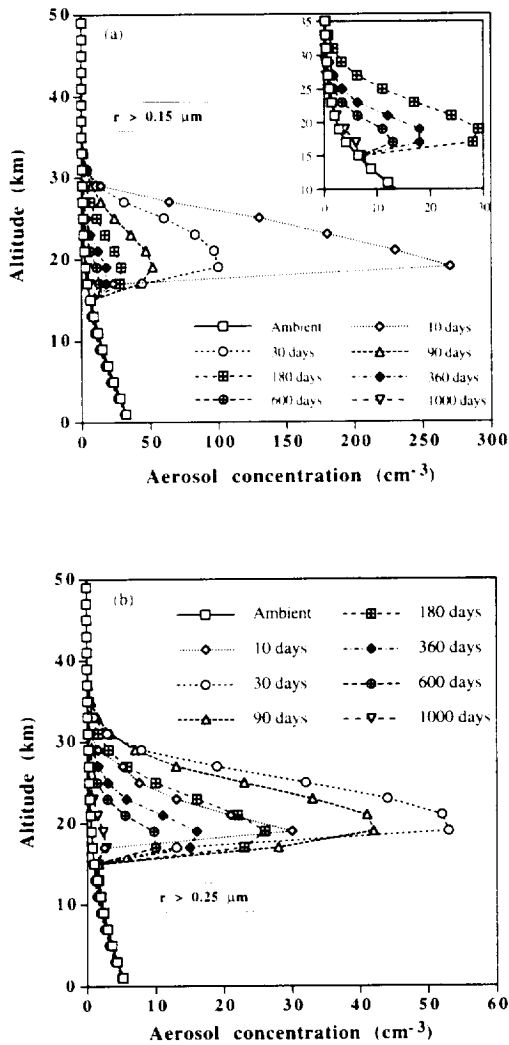 50
40
30
20
10
0
Altitude (km)
(a)
r > 0.15 µm
35
30
25
20
15
10
0
10
20
30
Ambient
10 days
30 days
90 days
180 days
360 days
600 days
1000 days
0
50
100
150
200
250
300
Aerosol concentration (cm-3)
50
40
30
20
10
0
Altitude (km)
(b)
Ambient
180 days
10 days
360 days
30 days
600 days
90 days
1000 days
r > 0.25 µm
0
10
20
30
40
50
60
Aerosol concentration (cm-3)